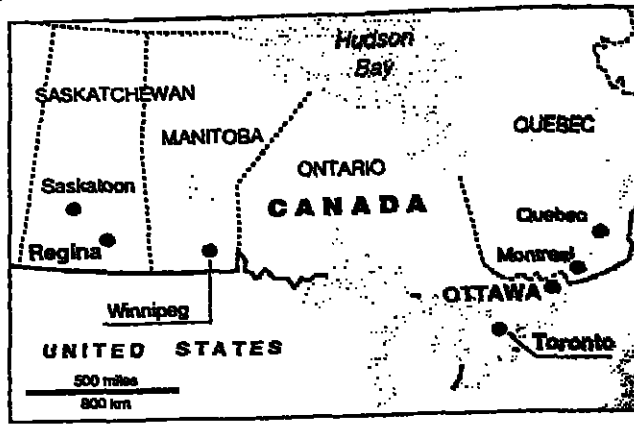 Hudson
Bay
SASKATCHEWAN
MANITOBA
QUEBEC
ONTARIO
CANADA
Saskatoon
Quebec
Regina
Montreal
Winnipeg
OTTAWA
Toronto
UNITED STATES
500 miles
800 km